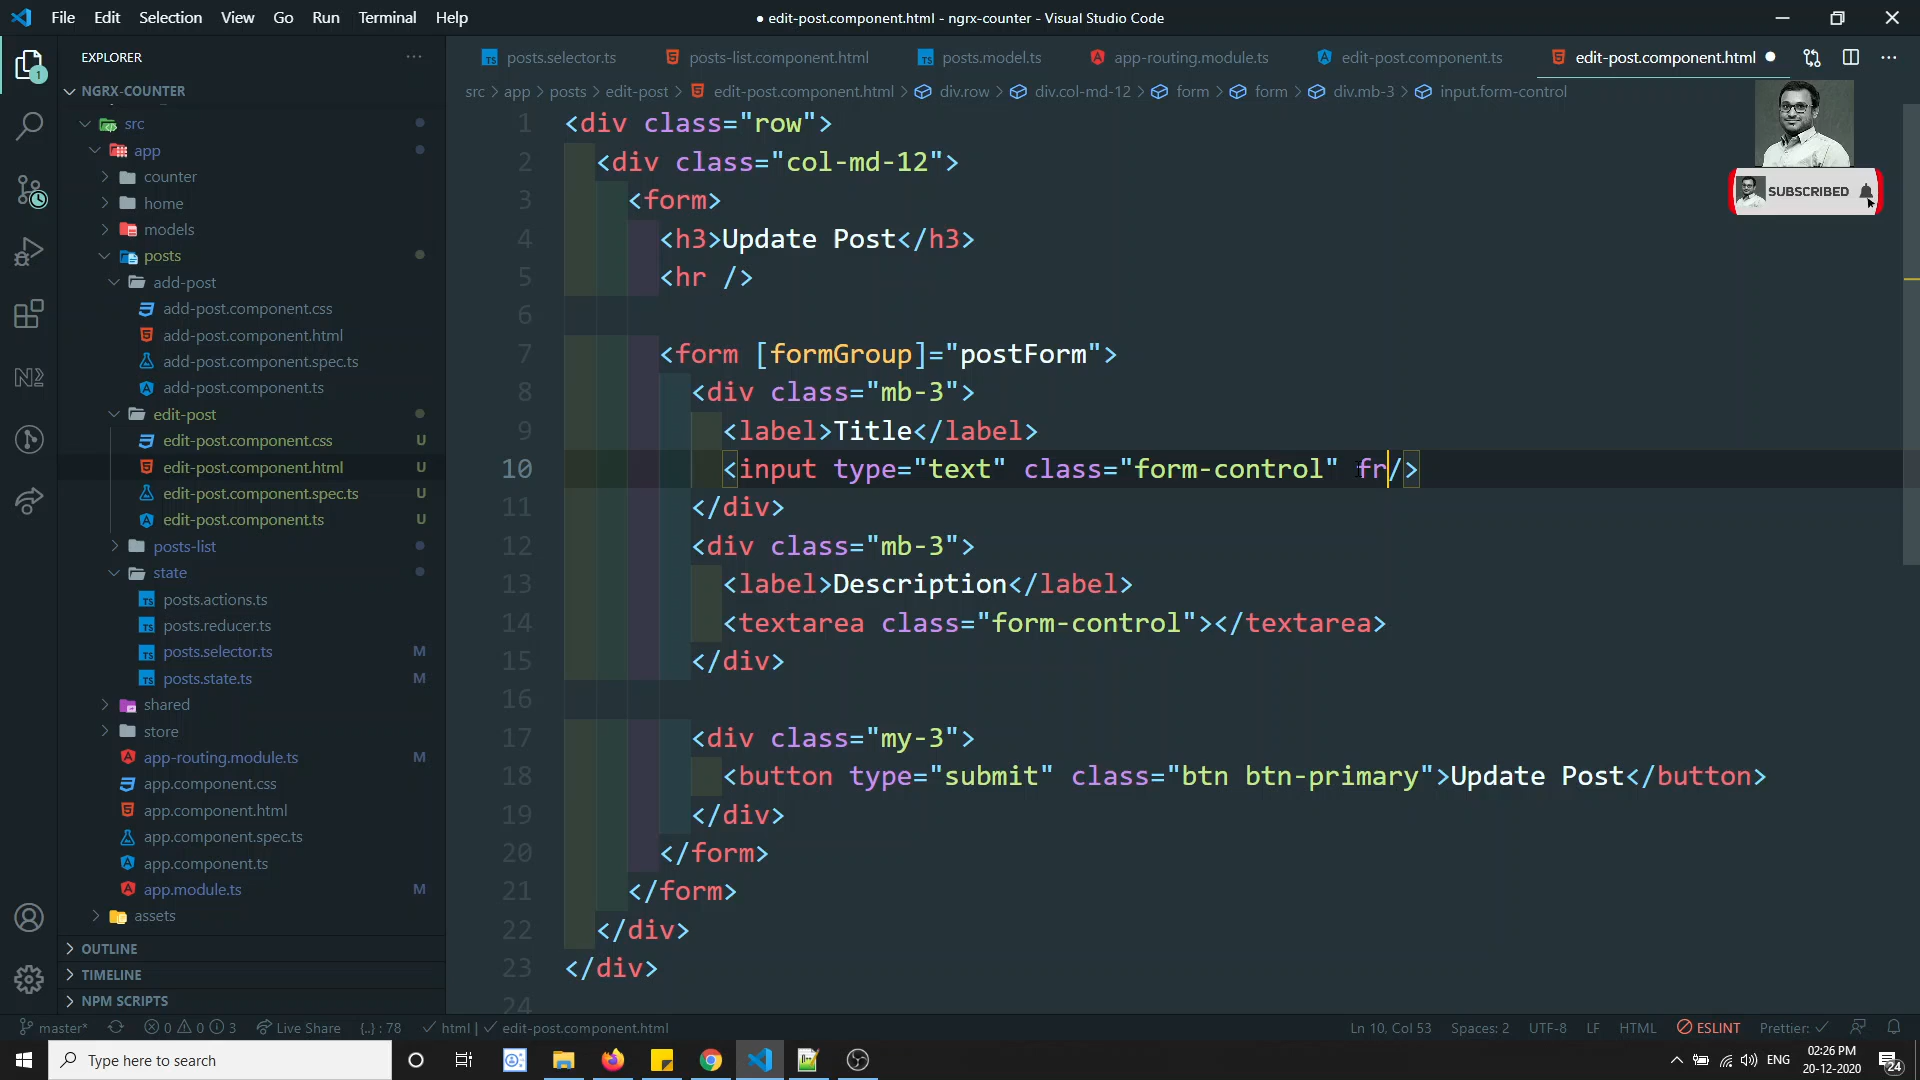 File Edit Selection View Go Run Terminal Help
● edit-post.component.html - ngrx-counter - Visual Studio Code
EXPLORER
posts.selector.ts posts-list.component.html posts.model.ts app-routing.module.ts edit-post.component.ts edit-post.component.html
NGRX-COUNTER
src > app > posts > edit-post > edit-post.component.html > div.row > div.col-md-12 > form > form > div.mb-3 > input.form-control
src
app
counter
home
models
posts
add-post
add-post.component.css
add-post.component.html
add-post.component.spec.ts
add-post.component.ts
edit-post
edit-post.component.css U
edit-post.component.html U
edit-post.component.spec.ts U
edit-post.component.ts U
posts-list
state
posts.actions.ts
posts.reducer.ts
posts.selector.ts M
posts.state.ts M
shared
store
app-routing.module.ts M
app.component.css
app.component.html
app.component.spec.ts
app.component.ts
app.module.ts M
assets
OUTLINE
TIMELINE
NPM SCRIPTS
1 <div class="row">
2 <div class="col-md-12">
3 <form>
4 <h3>Update Post</h3>
5 <hr />
6
7 <form [formGroup]="postForm">
8 <div class="mb-3">
9 <label>Title</label>
10 <input type="text" class="form-control" fr/>
11 </div>
12 <div class="mb-3">
13 <label>Description</label>
14 <textarea class="form-control"></textarea>
15 </div>
16
17 <div class="my-3">
18 <button type="submit" class="btn btn-primary">Update Post</button>
19 </div>
20 </form>
21 </form>
22 </div>
23 </div>
24
SUBSCRIBED
1
master* 0 0 3 Live Share {..} : 78 html | edit-post.component.html
Ln 10, Col 53 Spaces: 2 UTF-8 LF HTML ESLINT Prettier:
Type here to search
ENG
02:26 PM
20-12-2020
24